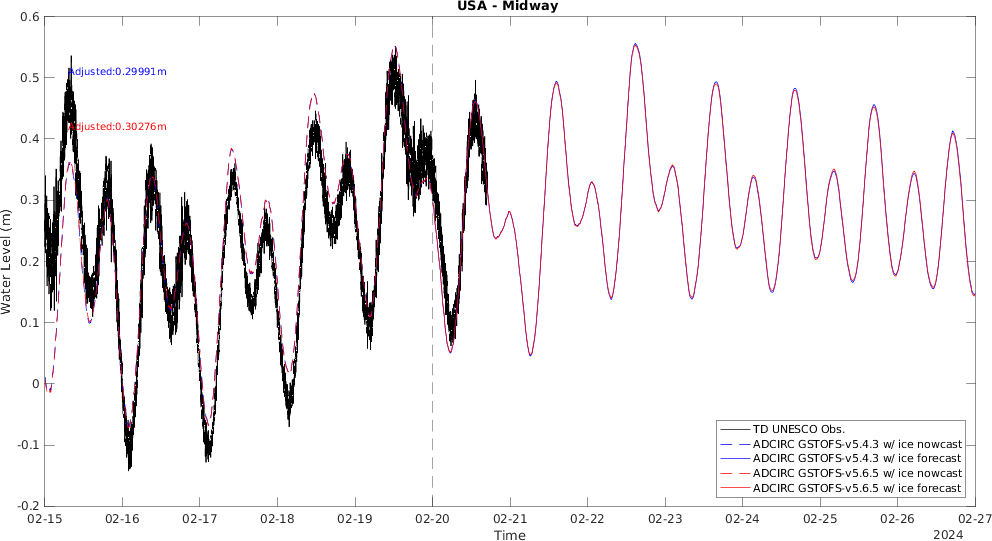 USA - Midway
0.6
0.5
0.4
0.3
0.2
0.1
0
-0.1
-0.2
Water Level (m)
Adjusted:0.29991m
Adjusted:0.30276m
TD UNESCO Obs.
ADCIRC GSTOFS-v5.4.3 w/ ice nowcast
ADCIRC GSTOFS-v5.4.3 w/ ice forecast
ADCIRC GSTOFS-v5.6.5 w/ ice nowcast
ADCIRC GSTOFS-v5.6.5 w/ ice forecast
02-15 02-16 02-17 02-18 02-19 02-20 02-21 02-22 02-23 02-24 02-25 02-26 02-27
Time
2024